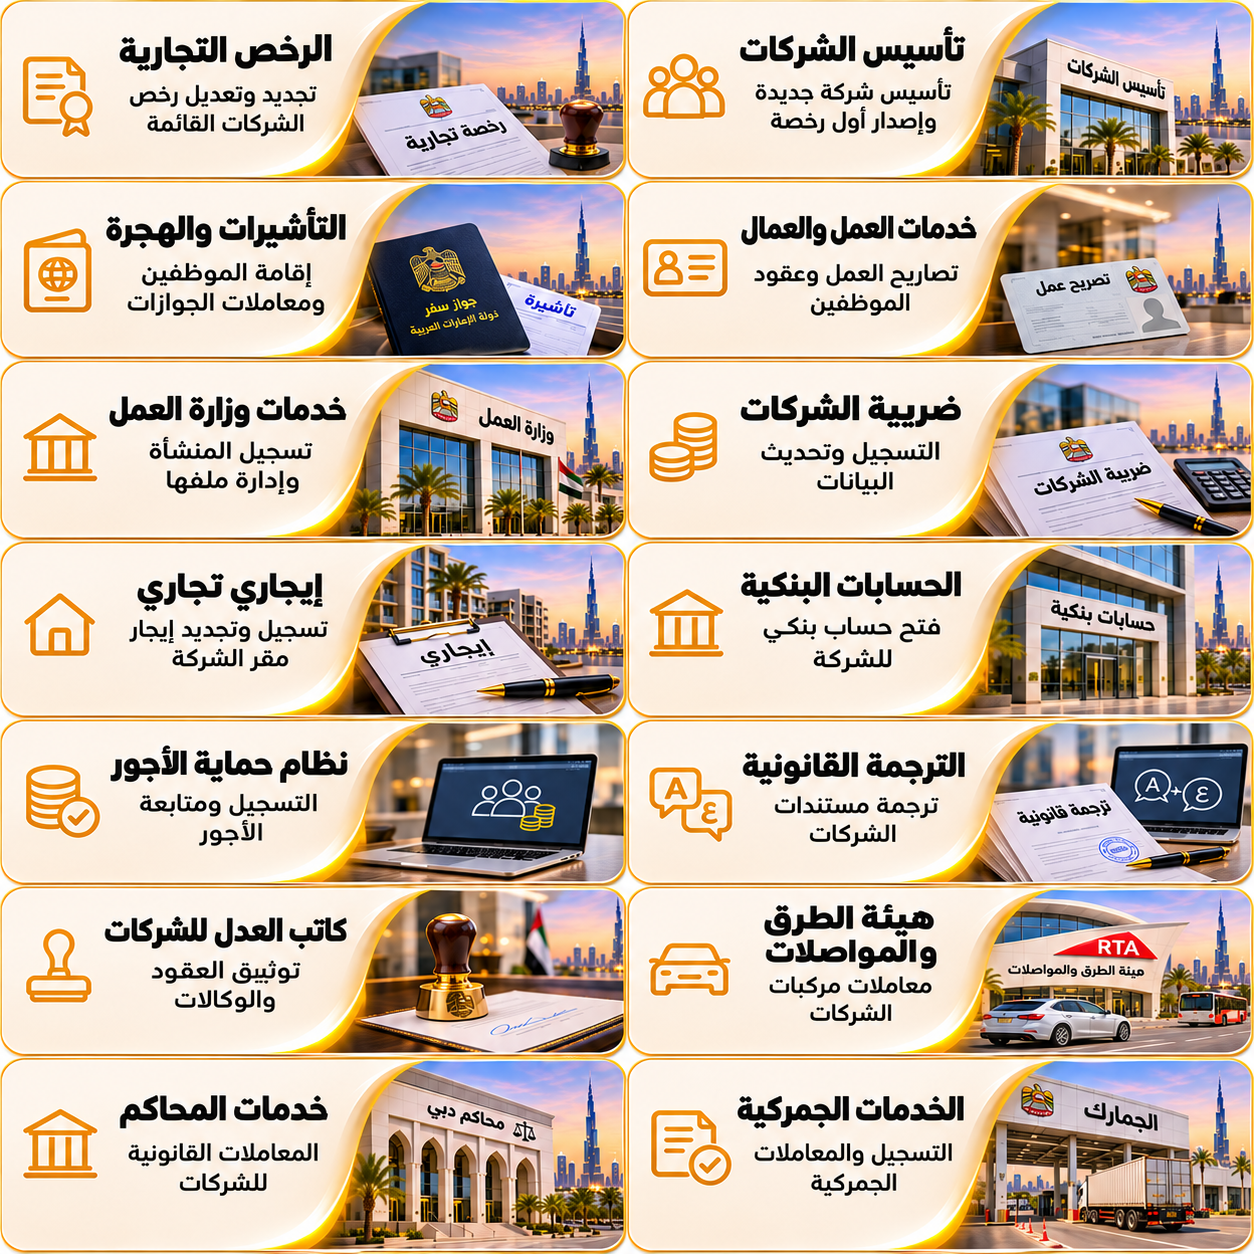 تأسيس الشركات
تأسيس شركة جديدة
وإصدار أول رخصة
تأسيس الشركات
الرخص التجارية
تجديد وتعديل رخص
الشركات القائمة
رخصة تجارية
خدمات العمل والعمال
تصاريح العمل وعقود
الموظفين
تصريح عمل
التأشيرات والهجرة
إقامة الموظفين
ومعاملات الجوازات
جواز سفر
تأشيرة
ضريبة الشركات
التسجيل وتحديث
البيانات
ضريبة الشركات
خدمات وزارة العمل
تسجيل المنشأة
وإدارة ملفها
وزارة العمل
الحسابات البنكية
فتح حساب بنكي
للشركة
حسابات بنكية
إيجاري تجاري
تسجيل وتجديد إيجار
مقر الشركة
إيجاري
الترجمة القانونية
ترجمة مستندات
الشركات
ترجمة قانونية
A
ع
A+ع
نظام حماية الأجور
التسجيل ومتابعة
الأجور
هيئة الطرق
والمواصلات
معاملات مركبات
الشركات
RTA
هيئة الطرق والمواصلات
كاتب العدل للشركات
توثييق العقود
والوكالات
الخدمات الجمركية
التسجيل والمعاملات
الجمركية
الجمارك
خدمات المحاكم
المعاملات القانونية
للشركات
محاكم دبي